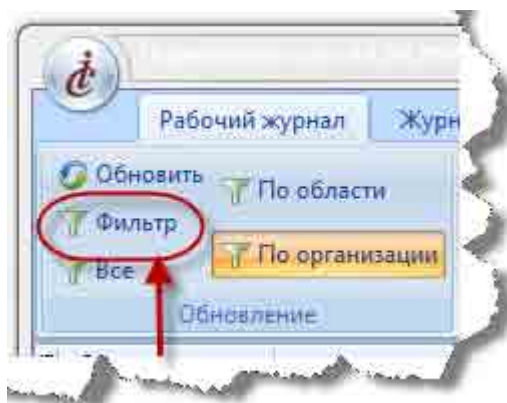 Рабочий журнал Журн
Обновить По области
Фильтр
Все По организации
Обновление